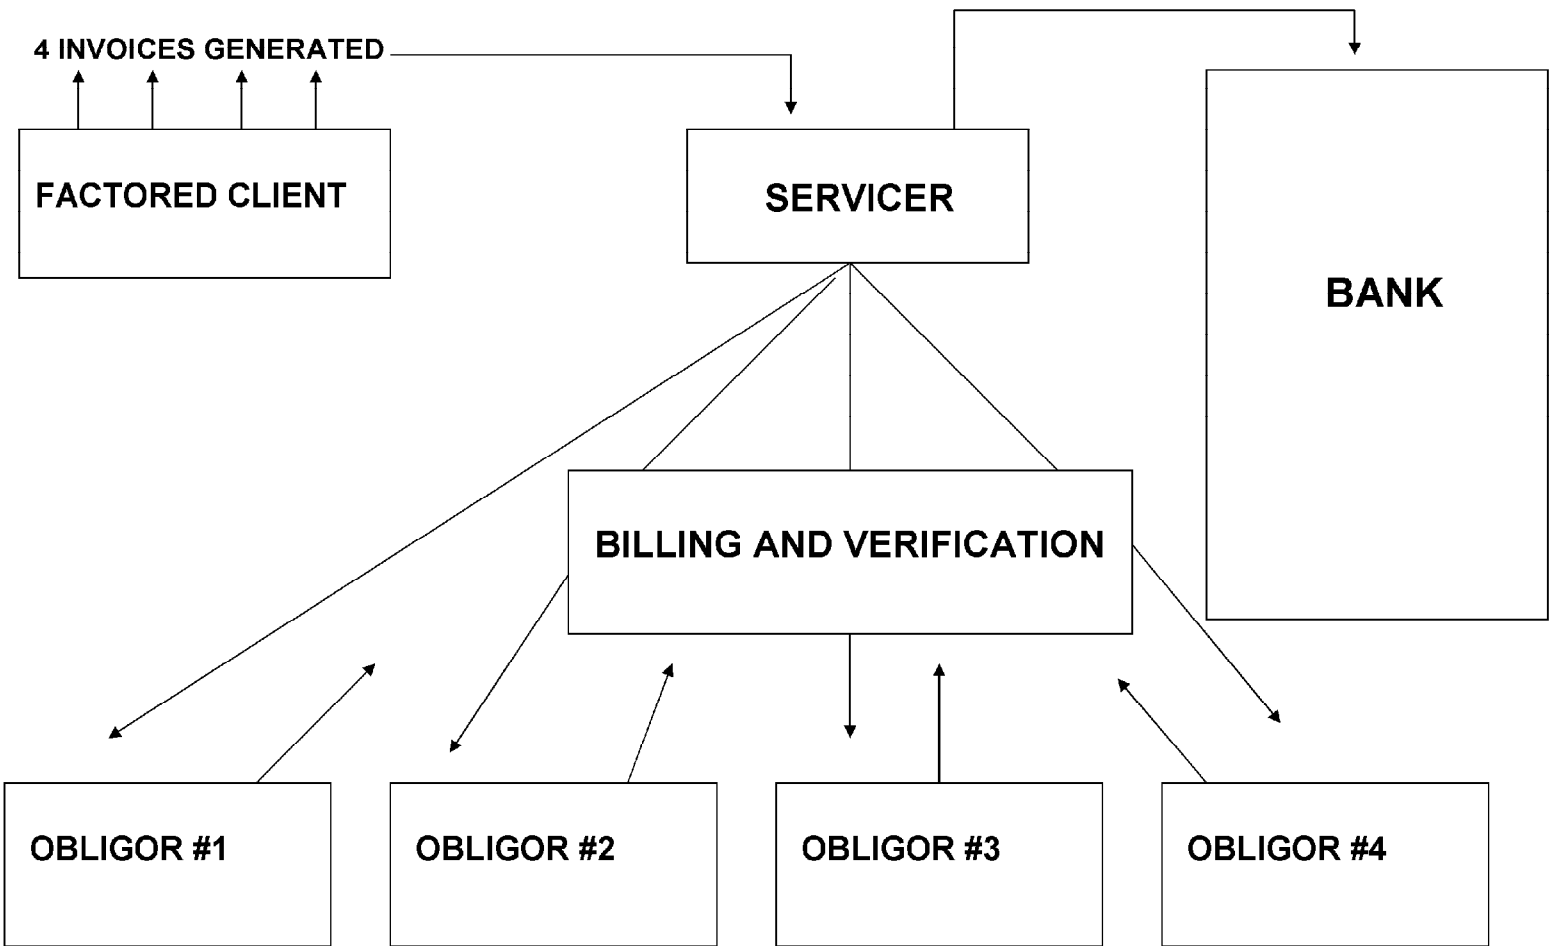 4 INVOICES GENERATED
FACTORED CLIENT
SERVICER
BANK
BILLING AND VERIFICATION
OBLIGOR #1
OBLIGOR #2
OBLIGOR #3
OBLIGOR #4